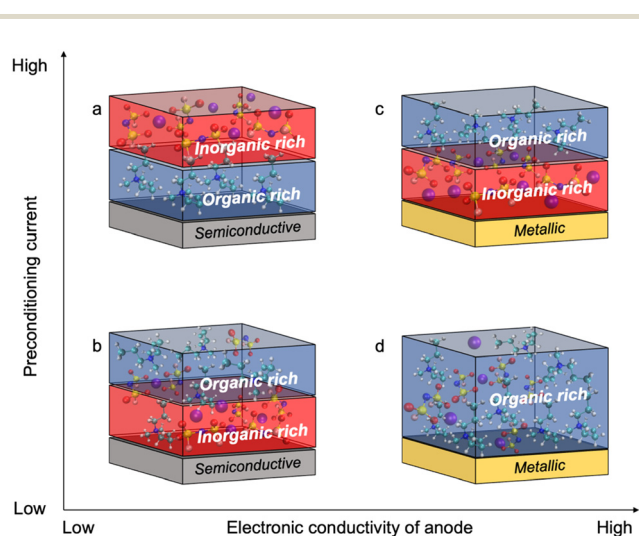 High
a
Inorganic rich
Organic rich
Semiconductive
c
Organic rich
Inorganic rich
Metallic
Preconditioning current
b
Organic rich
Inorganic rich
Semiconductive
d
Organic rich
Metallic
Low
Low
Electronic conductivity of anode
High